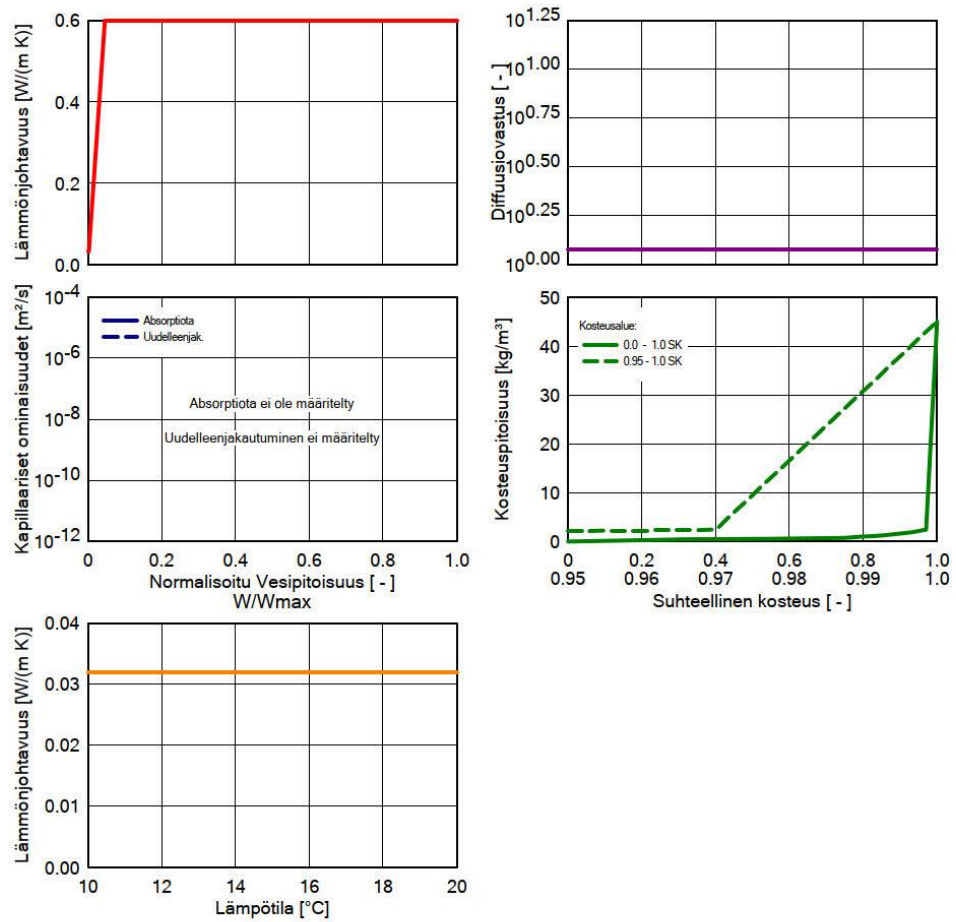 Lämmönjohtavuus [W/(m K)]
0.6
0.4
0.2
0.0
Diffuusiovastus [ - ]
10^1.25
10^1.00
10^0.75
10^0.50
10^0.25
10^0.00
Kapillaariset ominaisuudet [m²/s]
10^-4
10^-6
10^-8
10^-10
10^-12
Absorptiota
Uudelleenjak.
Absorptiota ei ole määritelty
Uudelleenjakautuminen ei määritelty
0 0.2 0.4 0.6 0.8 1.0
Normalisoitu Vesipitoisuus [ - ]
W/Wmax
Kosteuspitoisuus [kg/m³]
50
40
30
20
10
0
Kosteusalue:
0.0 - 1.0 SK
0.95 - 1.0 SK
0 0.2 0.4 0.6 0.8 1.0
0.95 0.96 0.97 0.98 0.99 1.0
Suhteellinen kosteus [ - ]
Lämmönjohtavuus [W/(m K)]
0.04
0.03
0.02
0.01
0.00
10 12 14 16 18 20
Lämpötila [°C]